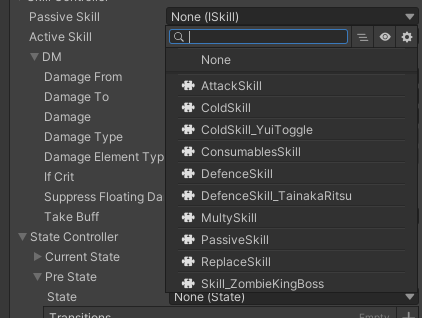 Passive Skill None (ISkill)
Active Skill
None
DM
Damage From AttackSkill
Damage To ColdSkill
Damage ColdSkill_YuiToggle
Damage Type ConsumablesSkill
Damage Element Typ DefenceSkill
If Crit DefenceSkill_TainakaRitsu
Suppress Floating Da MultySkill
Take Buff PassiveSkill
State Controller
Current State ReplaceSkill
Pre State Skill_ZombieKingBoss
State None (State)
Transitions Empty